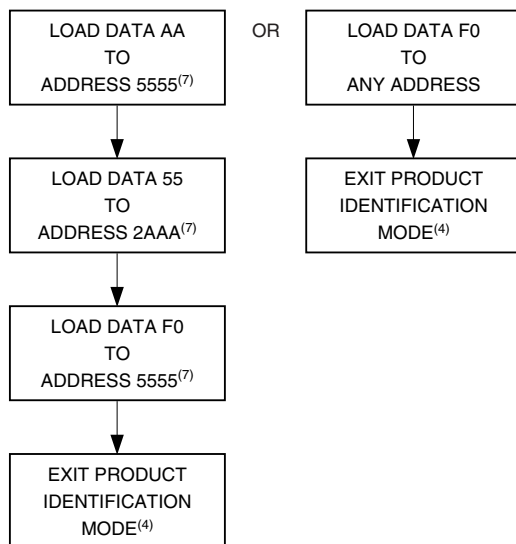 LOAD DATA AA
TO
ADDRESS 5555(7)
LOAD DATA 55
TO
ADDRESS 2AAA(7)
LOAD DATA F0
TO
ADDRESS 5555(7)
EXIT PRODUCT
IDENTIFICATION
MODE(4)
OR
LOAD DATA F0
TO
ANY ADDRESS
EXIT PRODUCT
IDENTIFICATION
MODE(4)